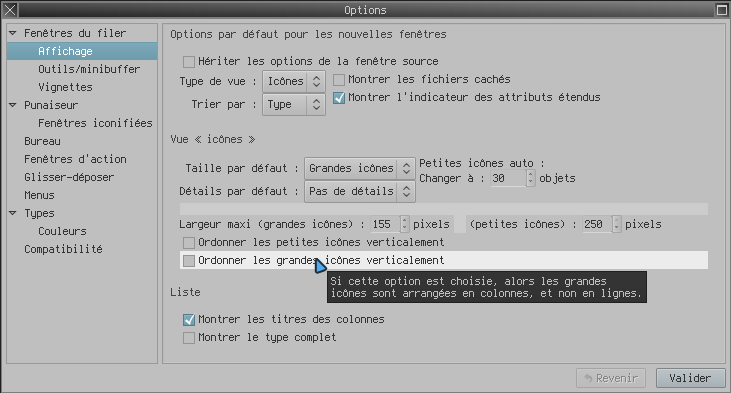 Options
Fenêtres du filer
Affichage
Outils/minibuffer
Vignettes
Punaiseur
Fenêtres iconifiées
Bureau
Fenêtres d'action
Glisser-déposer
Menus
Types
Couleurs
Compatibilité
Options par défaut pour les nouvelles fenêtres
Hériter les options de la fenêtre source
Type de vue : Icônes Montrer les fichiers cachés
Trier par : Type Montrer l'indicateur des attributs étendus
Vue « icônes »
Taille par défaut : Grandes icônes Petites icônes auto :
Changer à : 30 objets
Détails par défaut : Pas de détails
Largeur maxi (grandes icônes) : 155 pixels (petites icônes) : 250 pixels
Ordonner les petites icônes verticalement
Ordonner les grandes icônes verticalement
Si cette option est choisie, alors les grandes
icônes sont arrangées en colonnes, et non en lignes.
Liste
Montrer les titres des colonnes
Montrer le type complet
Revenir Valider